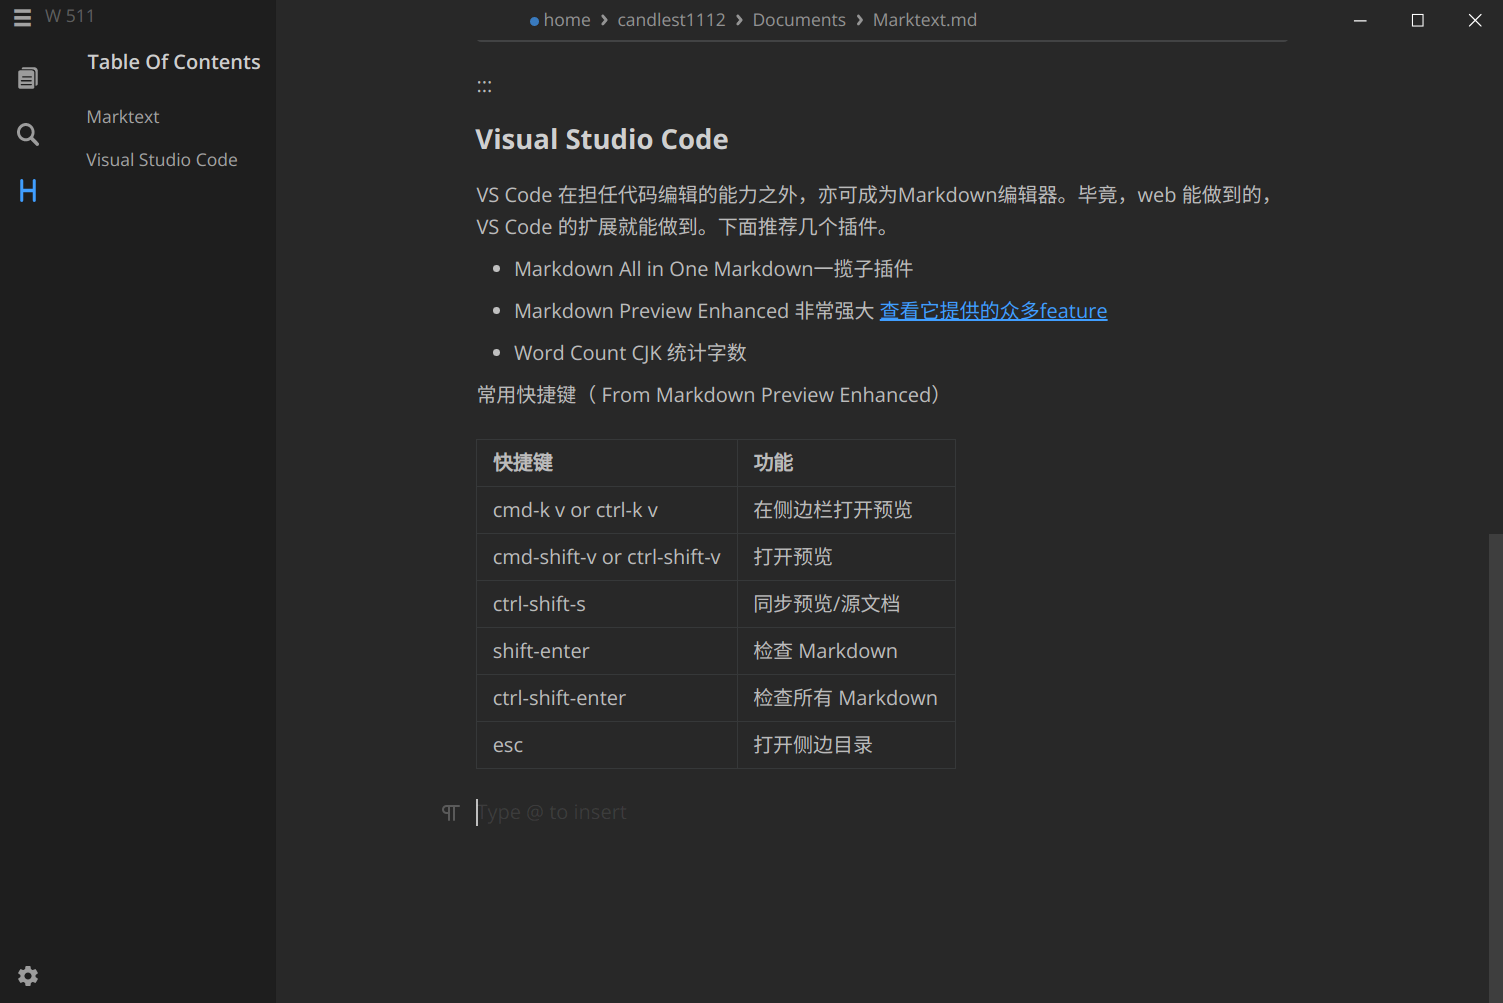 W 511
home › candlest1112 › Documents › Marktext.md
Table Of Contents
Marktext
Visual Studio Code
:::
Visual Studio Code
VS Code 在担任代码编辑的能力之外，亦可成为Markdown编辑器。毕竟，web 能做到的，
VS Code 的扩展就能做到。下面推荐几个插件。
Markdown All in One Markdown一揽子插件
Markdown Preview Enhanced 非常强大 查看它提供的众多feature
Word Count CJK 统计字数
常用快捷键（ From Markdown Preview Enhanced）
快捷键 功能
cmd-k v or ctrl-k v 在侧边栏打开预览
cmd-shift-v or ctrl-shift-v 打开预览
ctrl-shift-s 同步预览/源文档
shift-enter 检查 Markdown
ctrl-shift-enter 检查所有 Markdown
esc 打开侧边目录
Type @ to insert